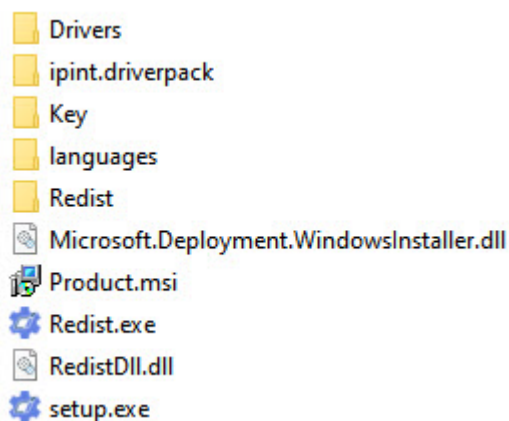 Drivers
ipint.driverpack
Key
languages
Redist
Microsoft.Deployment.WindowsInstaller.dll
Product.msi
Redist.exe
RedistDll.dll
setup.exe